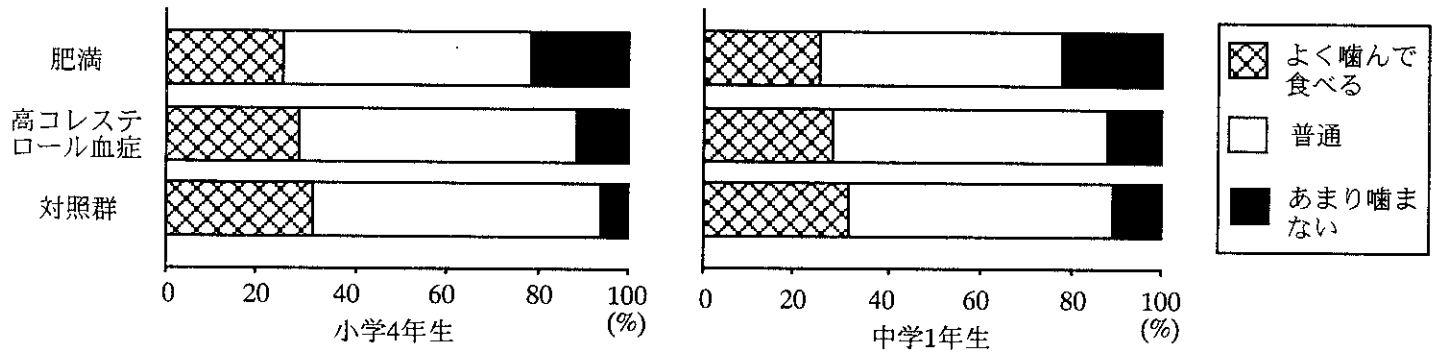 肥満
高コレステ
ロール血症
対照群
0 20 40 60 80 100
(%)
小学4年生
0 20 40 60 80 100
(%)
中学1年生
よく噛んで
食べる
普通
あまり噛ま
ない